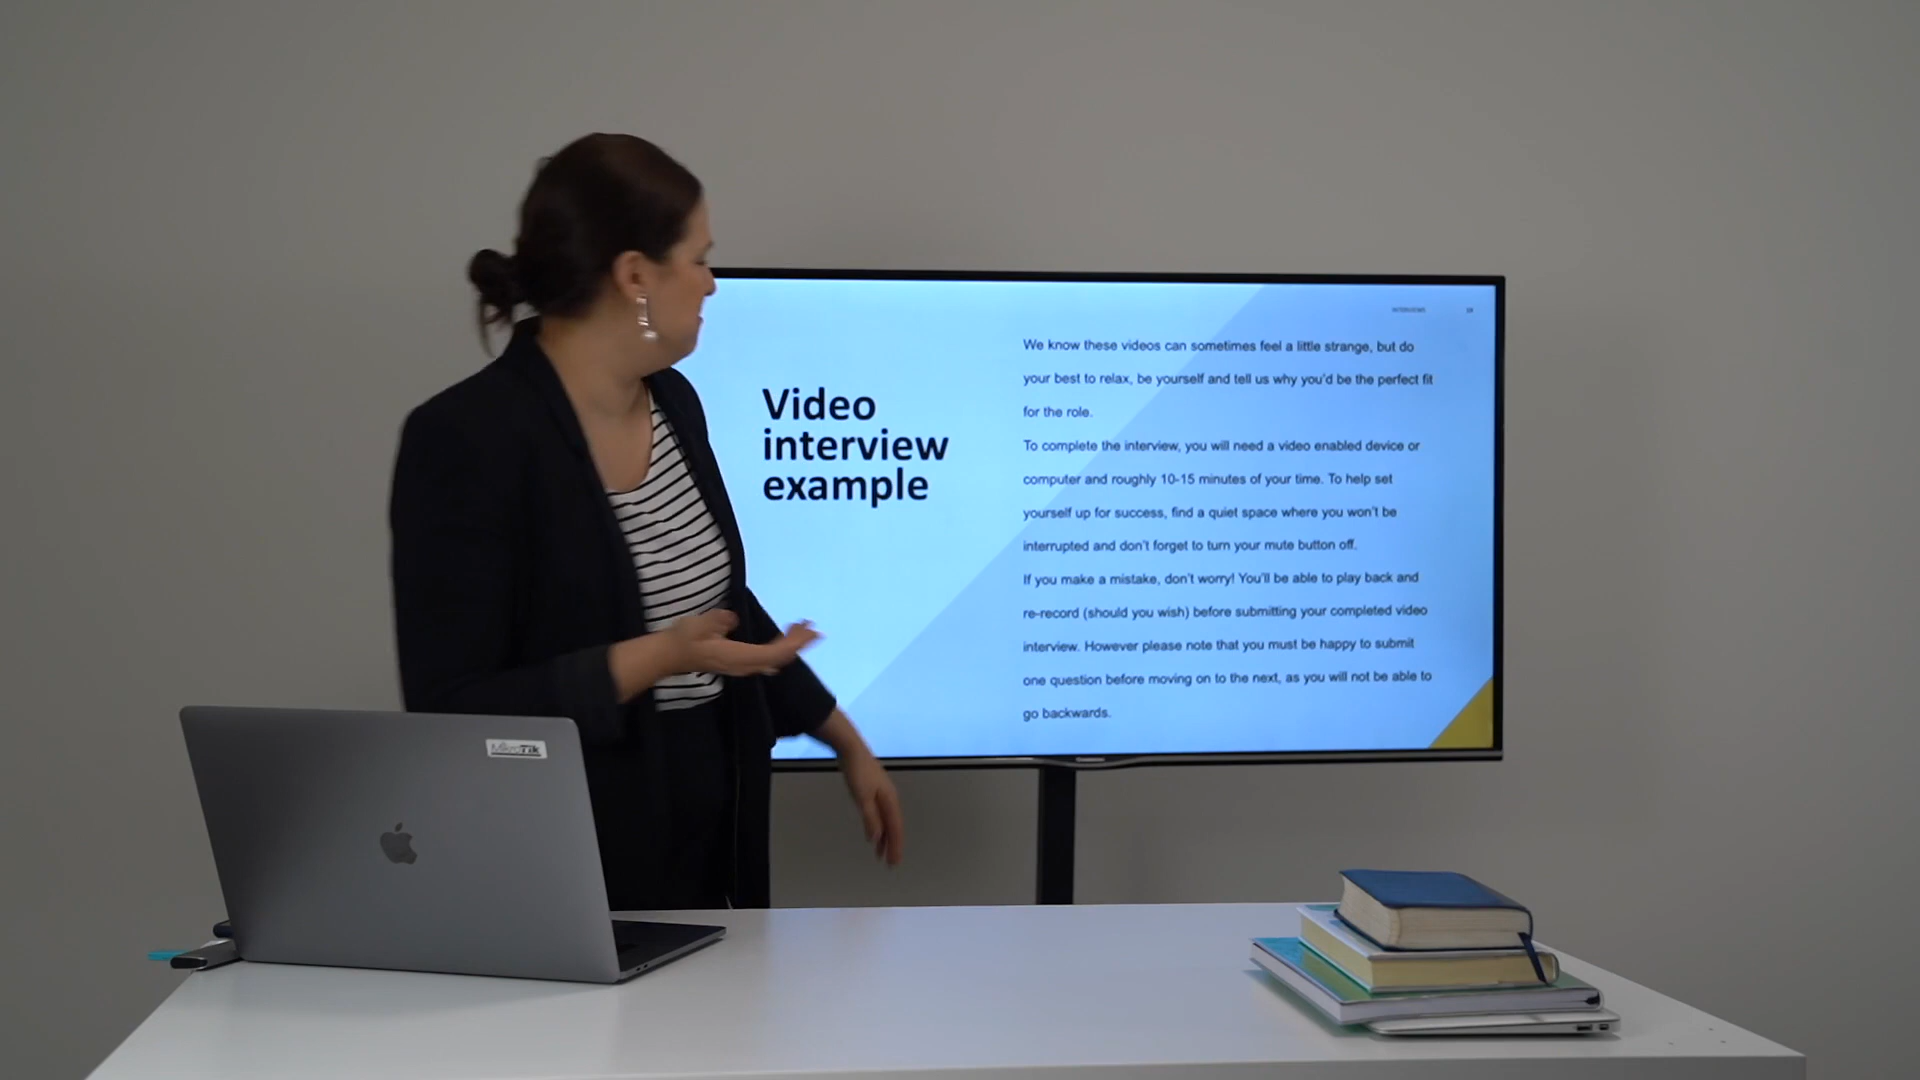 INTERVIEWS
Video
interview
example
We know these videos can sometimes feel a little strange, but do
your best to relax, be yourself and tell us why you'd be the perfect fit
for the role.
To complete the interview, you will need a video enabled device or
computer and roughly 10-15 minutes of your time. To help set
yourself up for success, find a quiet space where you won't be
interrupted and don't forget to turn your mute button off.
If you make a mistake, don't worry! You'll be able to play back and
re-record (should you wish) before submitting your completed video
interview. However please note that you must be happy to submit
one question before moving on to the next, as you will not be able to
go backwards.
MikroTik